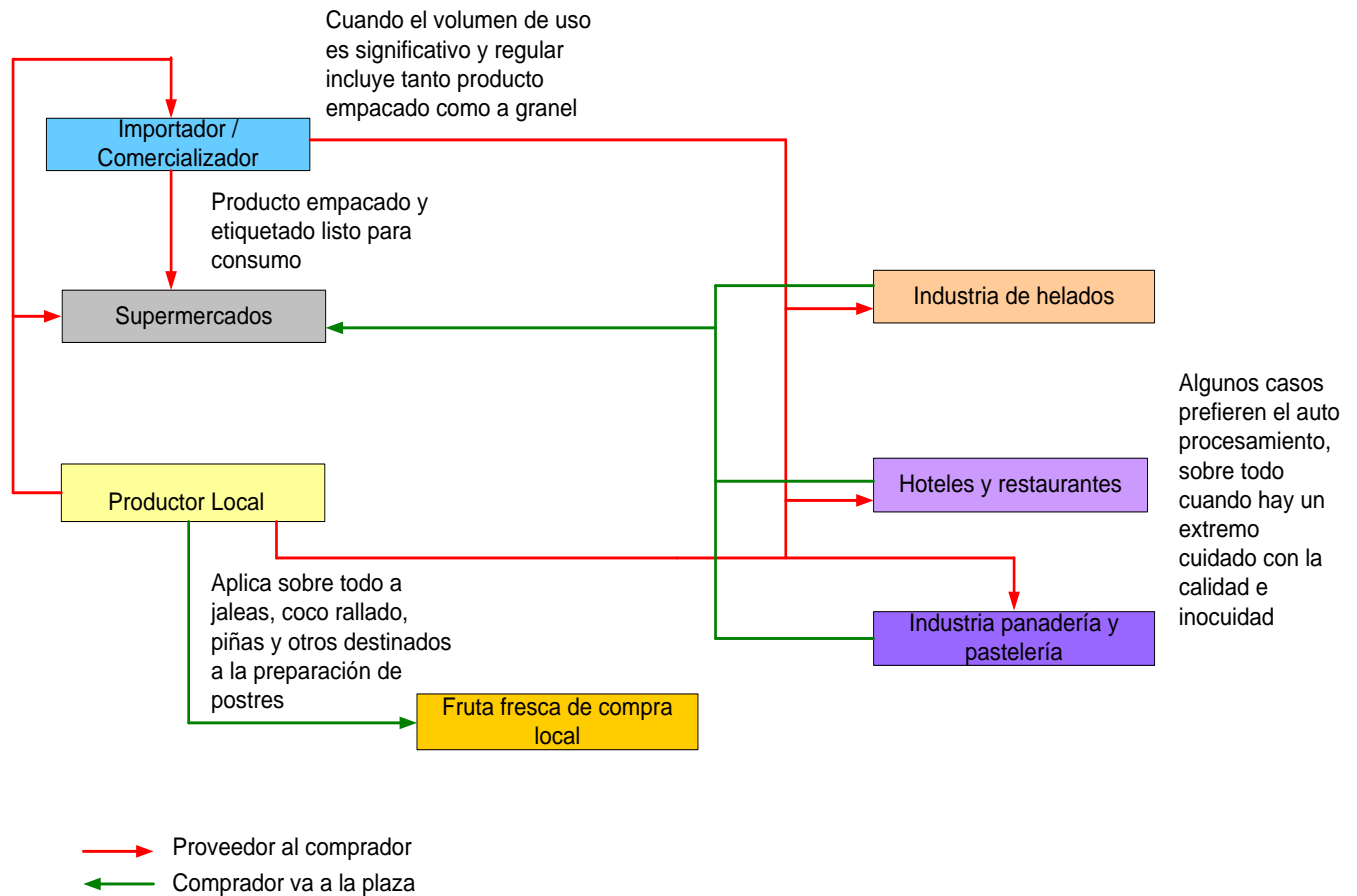 Cuando el volumen de uso
es significativo y regular
incluye tanto producto
empacado como a granel
Importador /
Comercializador
Producto empacado y
etiquetado listo para
consumo
Supermercados
Industria de helados
Algunos casos
prefieren el auto
procesamiento,
sobre todo
cuando hay un
extremo
cuidado con la
calidad e
inocuidad
Hoteles y restaurantes
Productor Local
Aplica sobre todo a
jaleas, coco rallado,
piñas y otros destinados
a la preparación de
postres
Industria panadería y
pastelería
Fruta fresca de compra
local
Proveedor al comprador
Comprador va a la plaza